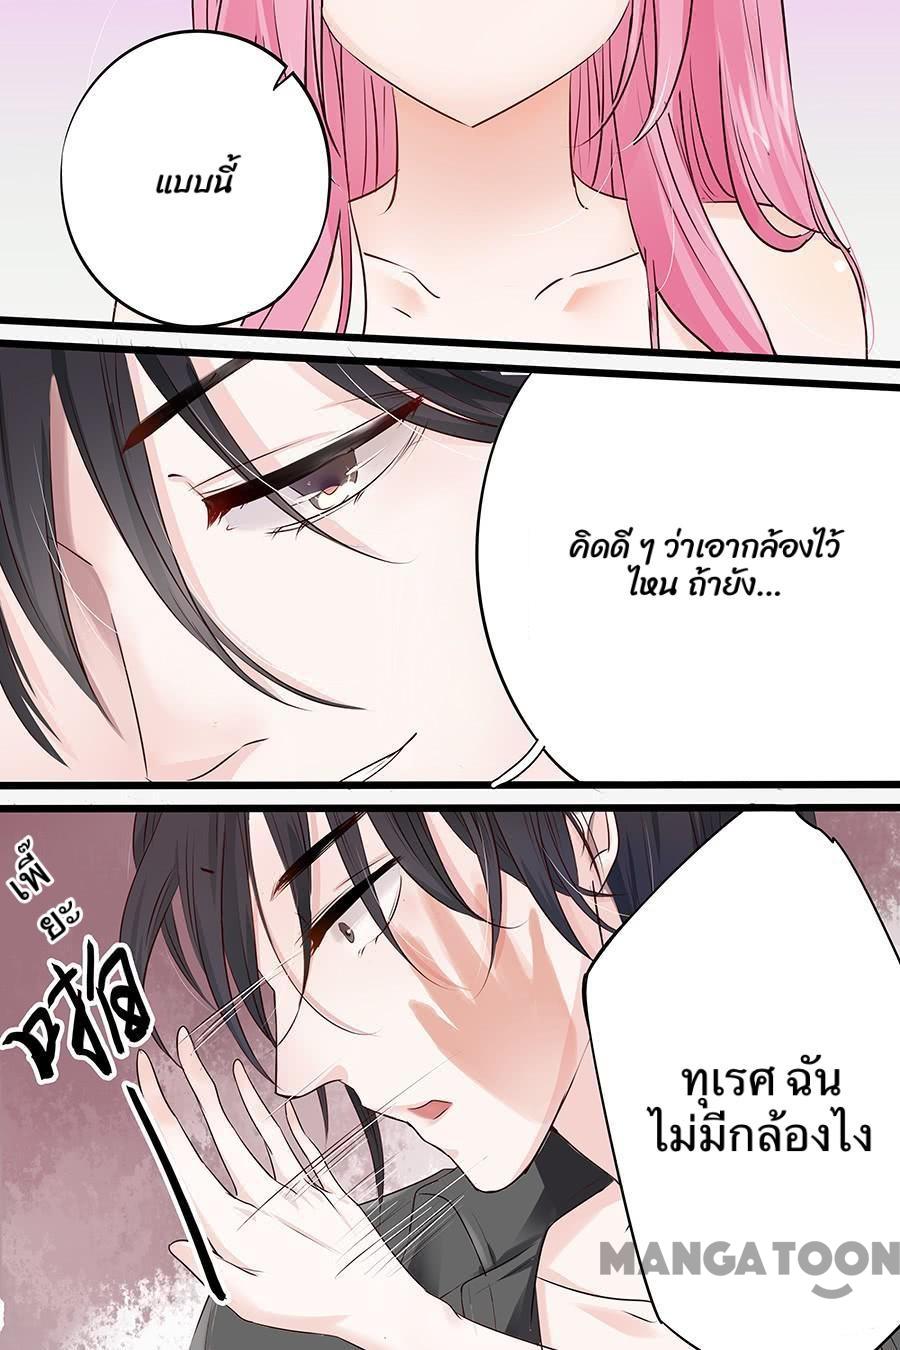 แบบนี้
คิดดี ๆ ว่าเอากล้องไว้
ไหน ถ้ายัง...
เพี๊
ยะ
ทุเรศ ฉัน
ไม่มีกล้องไง
MANGATOON